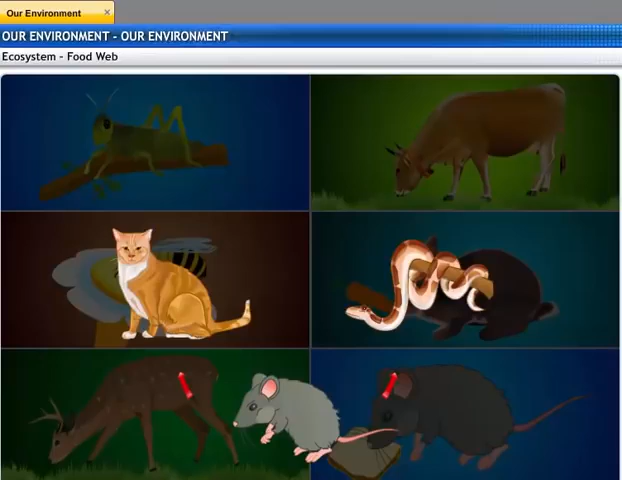 Our Environment
OUR ENVIRONMENT - OUR ENVIRONMENT
Ecosystem - Food Web